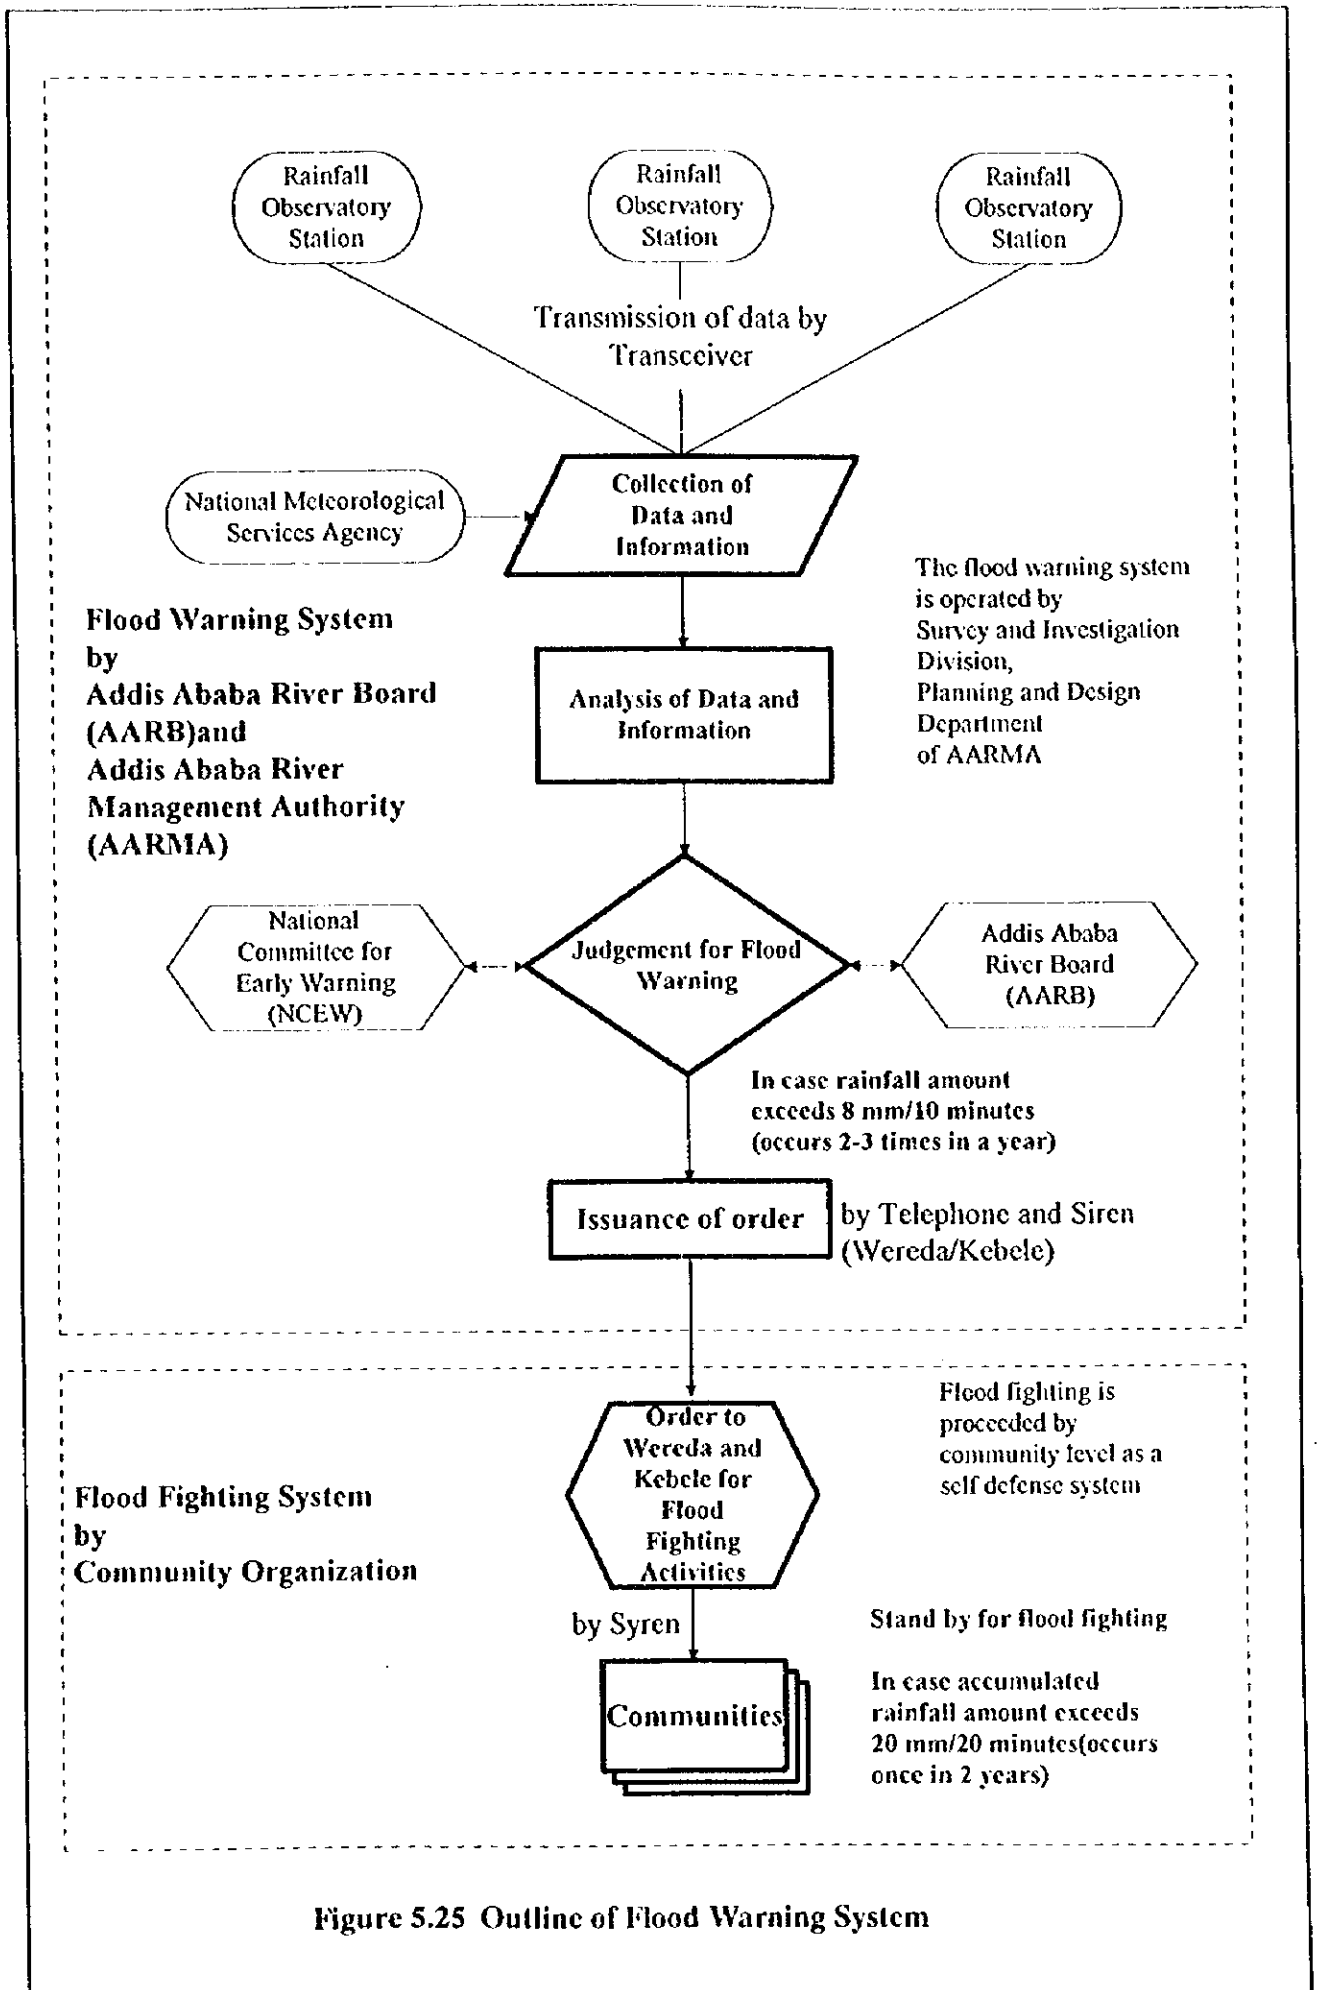 Rainfall
Observatory
Station
Rainfall
Observatory
Station
Rainfall
Observatory
Station
Transmission of data by
Transceiver
National Meteorological
Services Agency
Collection of
Data and
Information
The flood warning system
is operated by
Survey and Investigation
Division,
Planning and Design
Department
of AARMA
Flood Warning System
by
Addis Ababa River Board
(AARB)and
Addis Ababa River
Management Authority
(AARMA)
Analysis of Data and
Information
National
Committee for
Early Warning
(NCEW)
Judgement for Flood
Warning
Addis Ababa
River Board
(AARB)
In case rainfall amount
exceeds 8 mm/10 minutes
(occurs 2-3 times in a year)
Issuance of order
by Telephone and Siren
(Wereda/Kebele)
Order to
Wereda and
Kebele for
Flood
Fighting
Activities
Flood fighting is
proceeded by
community level as a
self defense system
Flood Fighting System
by
Community Organization
by Syren
Stand by for flood fighting
Communities
In case accumulated
rainfall amount exceeds
20 mm/20 minutes(occurs
once in 2 years)
Figure 5.25 Outline of Flood Warning System